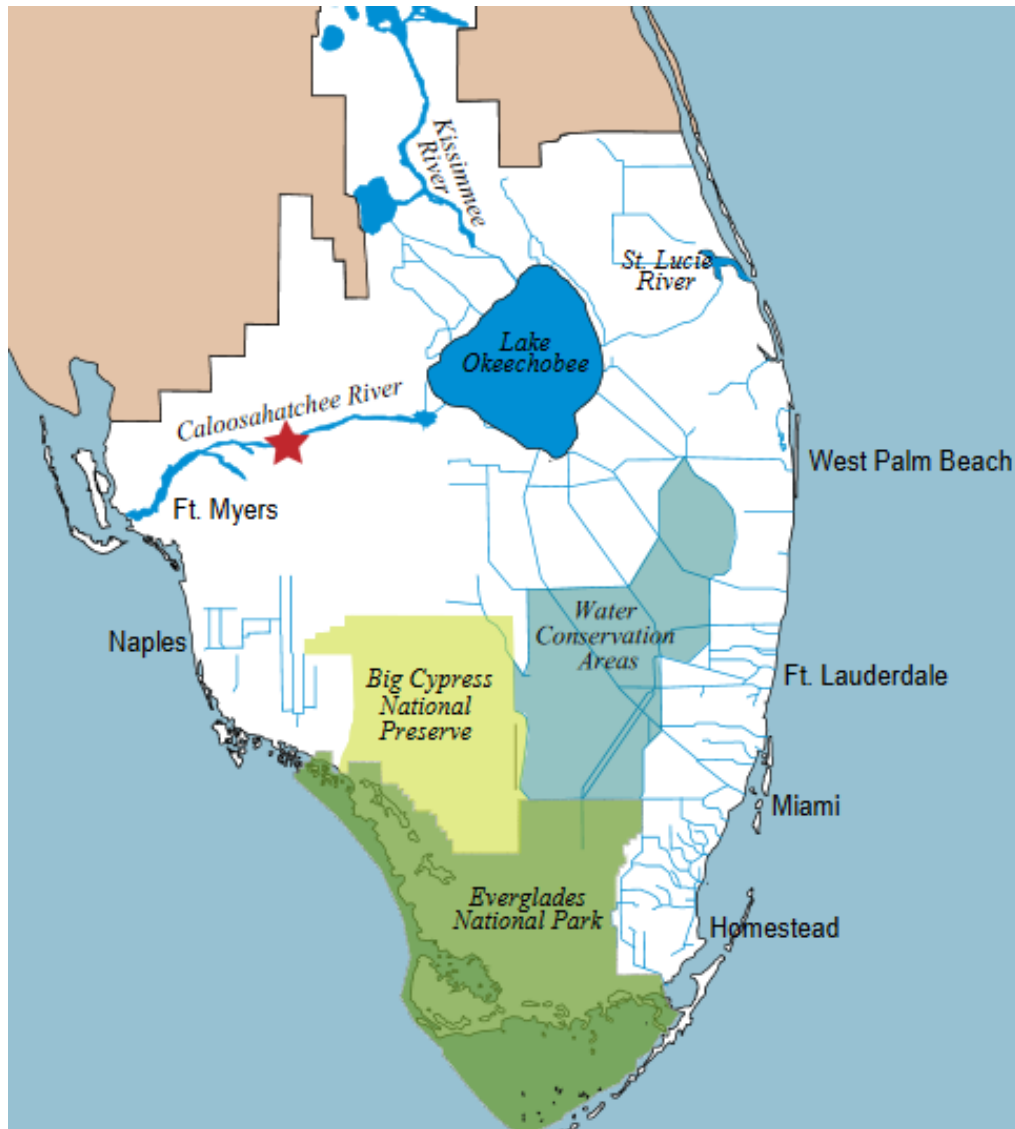 Kissimmee
River
St. Lucie
River
Lake
Okeechobee
Caloosahatchee River
West Palm Beach
Ft. Myers
Water
Conservation
Areas
Naples
Big Cypress
National
Preserve
Ft. Lauderdale
Miami
Everglades
National Park
Homestead